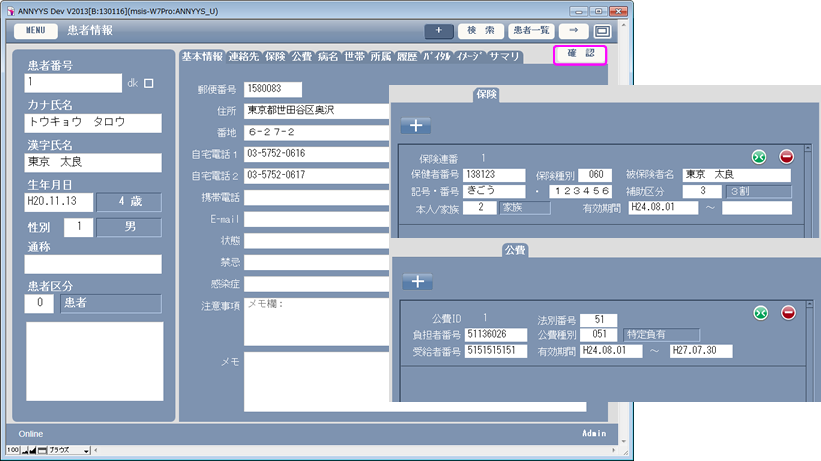 ANNYYS Dev V2013[B:130116](msis-W7Pro:ANNYYS_U)
MENU 患者情報 + 検 索 患者一覧 →
基本情報 連絡先 保険 公費 病名 世帯 所属 履歴 ﾊﾞｲﾀﾙ ｲﾒｰｼﾞ サマリ 確 認
患者番号
1 dk
カナ氏名
トウキョウ タロウ
漢字氏名
東京 太良
生年月日
H20.11.13 4 歳
性別 1 男
通称
患者区分
0 患者
郵便番号 1580083
住所 東京都世田谷区奥沢
番地 6-27-2
自宅電話1 03-5752-0616
自宅電話2 03-5752-0617
携帯電話
E-mail
状態
禁忌
感染症
注意事項 メモ欄:
メモ
保険
+
保険連番 1
保健者番号 138123 保険種別 060 被保険者名 東京 太良
記号・番号 きごう ・ 123456 補助区分 3 3割
本人/家族 2 家族 有効期間 H24.08.01 ～
公費
+
公費ID 1 法別番号 51
負担者番号 51136026 公費種別 051 特定負有
受給者番号 5151515151 有効期間 H24.08.01 ～ H27.07.30
Online Admin
100 ブラウズ